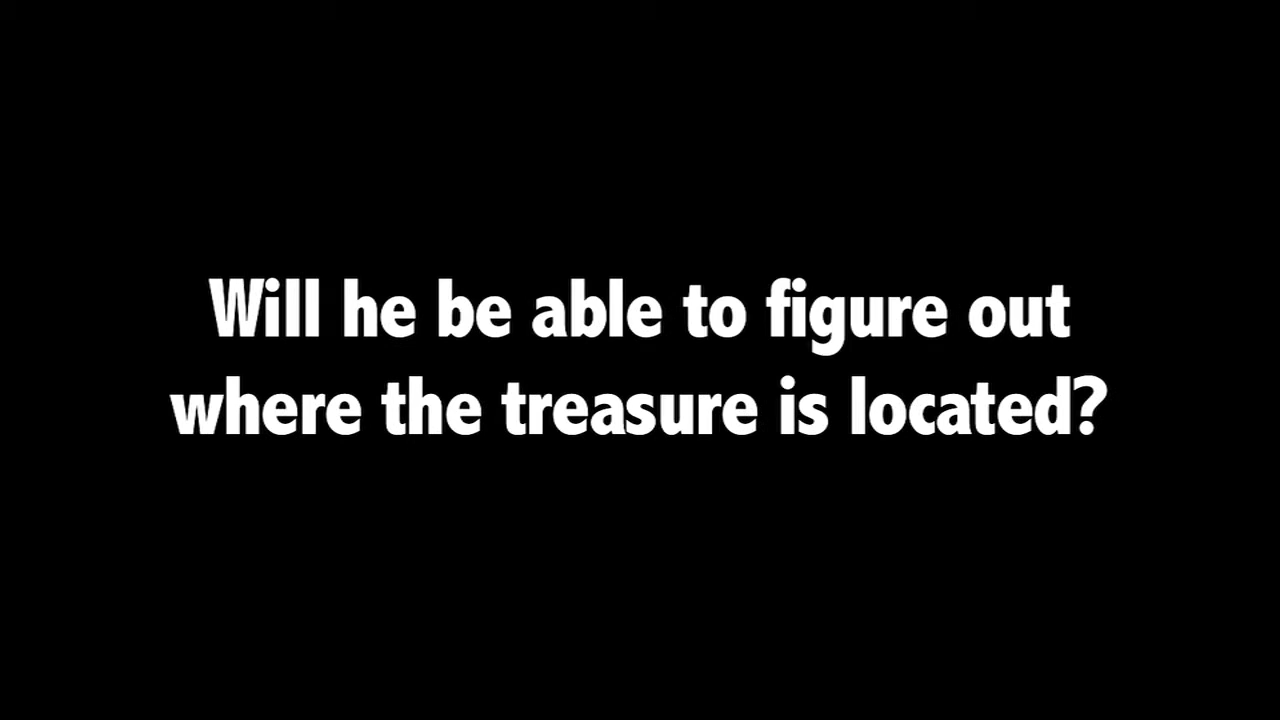 Will he be able to figure out
where the treasure is located?